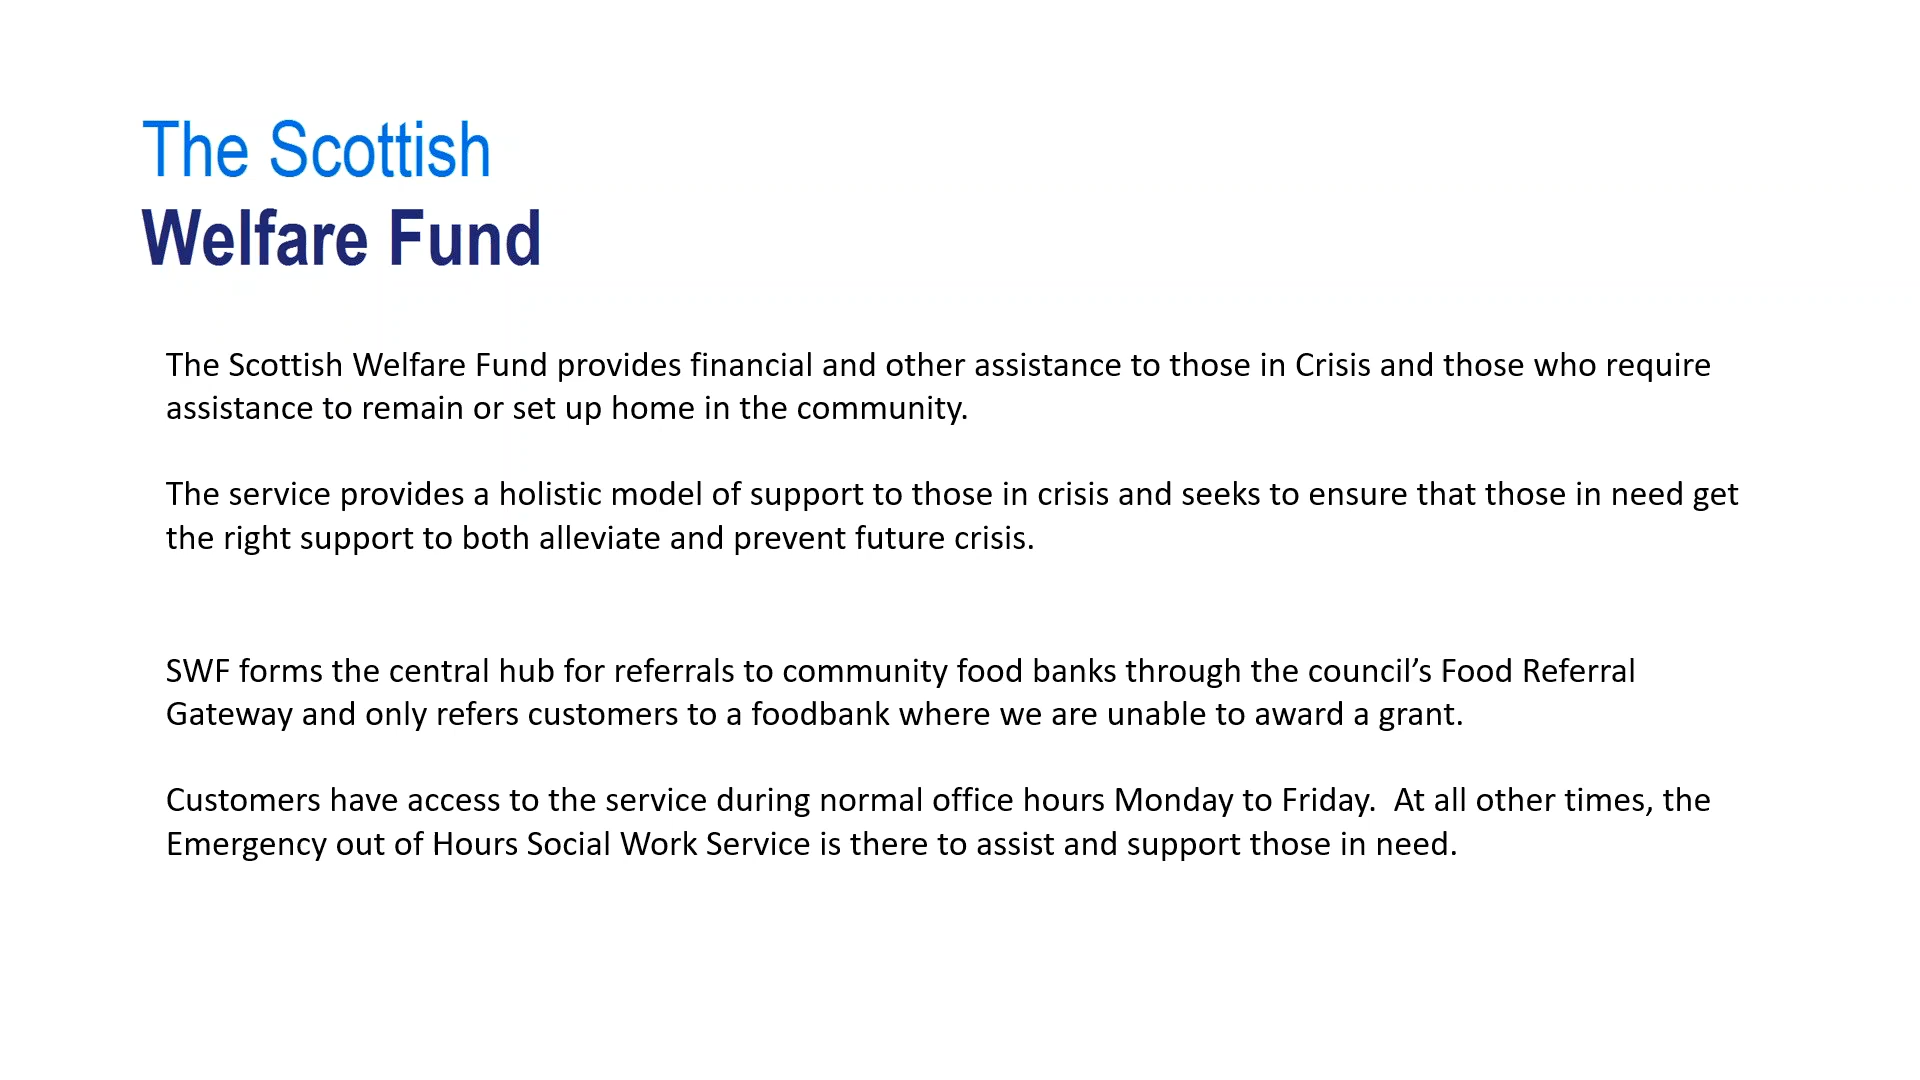 The Scottish
Welfare Fund
The Scottish Welfare Fund provides financial and other assistance to those in Crisis and those who require
assistance to remain or set up home in the community.
The service provides a holistic model of support to those in crisis and seeks to ensure that those in need get
the right support to both alleviate and prevent future crisis.
SWF forms the central hub for referrals to community food banks through the council’s Food Referral
Gateway and only refers customers to a foodbank where we are unable to award a grant.
Customers have access to the service during normal office hours Monday to Friday.  At all other times, the
Emergency out of Hours Social Work Service is there to assist and support those in need.